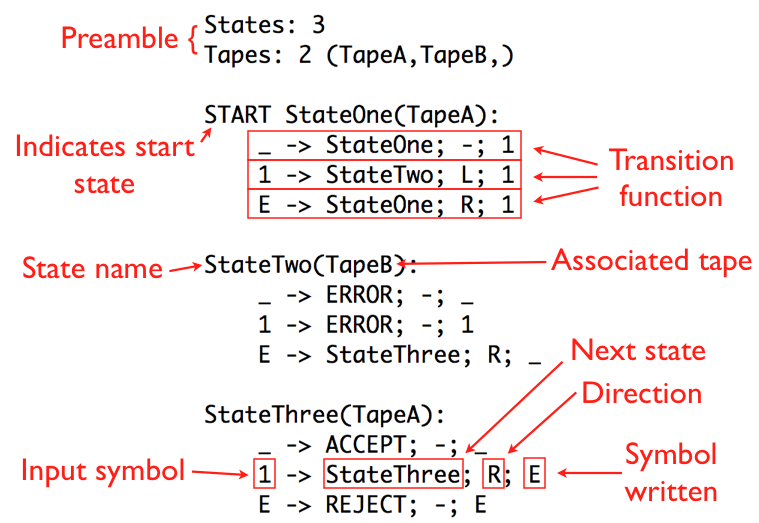 Preamble { States: 3
Tapes: 2 (TapeA,TapeB,)
START StateOne(TapeA):
Indicates start
state
_ -> StateOne; -; 1
1 -> StateTwo; L; 1
E -> StateOne; R; 1
Transition
function
State name
StateTwo(TapeB):
Associated tape
_ -> ERROR; -; _
1 -> ERROR; -; 1
E -> StateThree; R; _
Next state
Direction
StateThree(TapeA):
_ -> ACCEPT; -; _
Input symbol
1 -> StateThree; R; E
Symbol
written
E -> REJECT; -; E